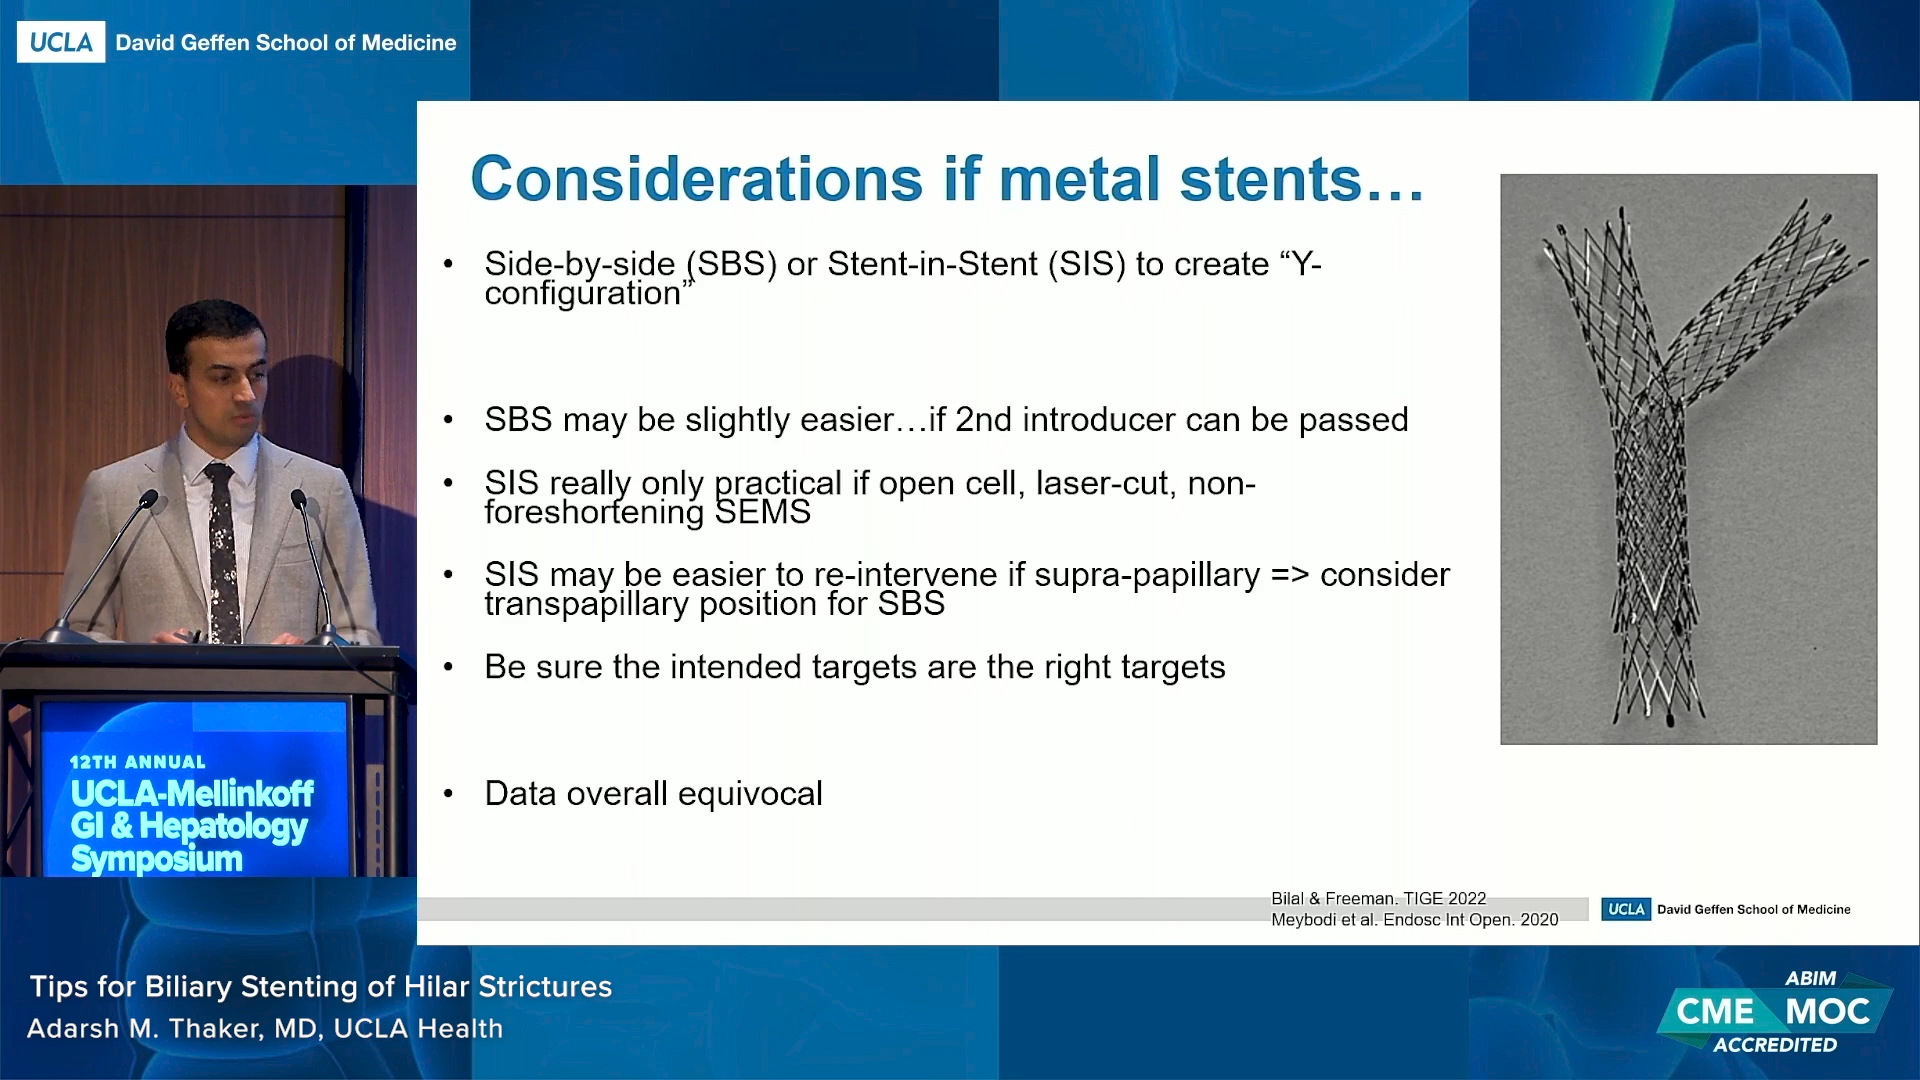 UCLA David Geffen School of Medicine
Considerations if metal stents…
• Side-by-side (SBS) or Stent-in-Stent (SIS) to create “Y-
configuration”
• SBS may be slightly easier…if 2nd introducer can be passed
• SIS really only practical if open cell, laser-cut, non-
foreshortening SEMS
• SIS may be easier to re-intervene if supra-papillary => consider
transpapillary position for SBS
• Be sure the intended targets are the right targets
• Data overall equivocal
Bilal & Freeman. TIGE 2022
Meybodi et al. Endosc Int Open. 2020
UCLA David Geffen School of Medicine
12TH ANNUAL
UCLA-Mellinkoff
GI & Hepatology
Symposium
Tips for Biliary Stenting of Hilar Strictures
Adarsh M. Thaker, MD, UCLA Health
ABIM
CME MOC
ACCREDITED